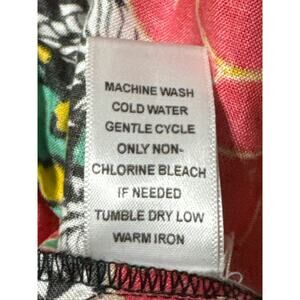 MACHINE WASH
COLD WATER
GENTLE CYCLE
ONLY NON-
CHLORINE BLEACH
IF NEEDED
TUMBLE DRY LOW
WARM IRON